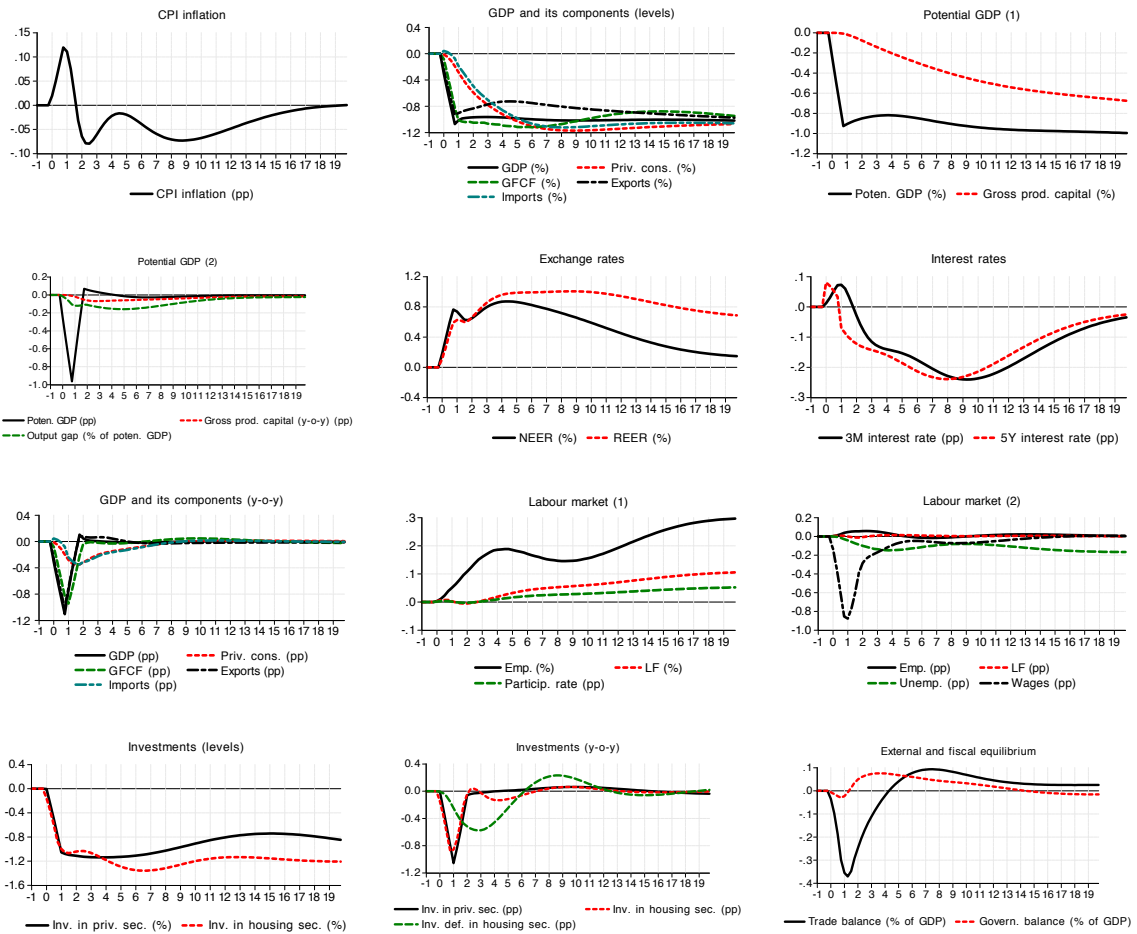 CPI inflation
.15
.10
.05
.00
-.05
-.10
-1 0 1 2 3 4 5 6 7 8 9 10 11 12 13 14 15 16 17 18 19
CPI inflation (pp)
GDP and its components (levels)
0.4
0.0
-0.4
-0.8
-1.2
-1 0 1 2 3 4 5 6 7 8 9 10 11 12 13 14 15 16 17 18 19
GDP (%) Priv. cons. (%)
GFCF (%) Exports (%)
Imports (%)
Potential GDP (1)
0.0
-0.2
-0.4
-0.6
-0.8
-1.0
-1.2
-1 0 1 2 3 4 5 6 7 8 9 10 11 12 13 14 15 16 17 18 19
Poten. GDP (%) Gross prod. capital (%)
Potential GDP (2)
0.2
0.0
-0.2
-0.4
-0.6
-0.8
-1.0
-1 0 1 2 3 4 5 6 7 8 9 10 11 12 13 14 15 16 17 18 19
Poten. GDP (pp) Gross prod. capital (y-o-y) (pp)
Output gap (% of poten. GDP)
Exchange rates
1.2
0.8
0.4
0.0
-0.4
-1 0 1 2 3 4 5 6 7 8 9 10 11 12 13 14 15 16 17 18 19
NEER (%) REER (%)
Interest rates
.1
.0
-.1
-.2
-.3
-1 0 1 2 3 4 5 6 7 8 9 10 11 12 13 14 15 16 17 18 19
3M interest rate (pp) 5Y interest rate (pp)
GDP and its components (y-o-y)
0.4
0.0
-0.4
-0.8
-1.2
-1 0 1 2 3 4 5 6 7 8 9 10 11 12 13 14 15 16 17 18 19
GDP (pp) Priv. cons. (pp)
GFCF (pp) Exports (pp)
Imports (pp)
Labour market (1)
.3
.2
.1
.0
-.1
-1 0 1 2 3 4 5 6 7 8 9 10 11 12 13 14 15 16 17 18 19
Emp. (%) LF (%)
Particip. rate (pp)
Labour market (2)
0.2
0.0
-0.2
-0.4
-0.6
-0.8
-1.0
-1 0 1 2 3 4 5 6 7 8 9 10 11 12 13 14 15 16 17 18 19
Emp. (pp) LF (pp)
Unemp. (pp) Wages (pp)
Investments (levels)
0.4
0.0
-0.4
-0.8
-1.2
-1.6
-1 0 1 2 3 4 5 6 7 8 9 10 11 12 13 14 15 16 17 18 19
Inv. in priv. sec. (%) Inv. in housing sec. (%)
Investments (y-o-y)
0.4
0.0
-0.4
-0.8
-1.2
-1 0 1 2 3 4 5 6 7 8 9 10 11 12 13 14 15 16 17 18 19
Inv. in priv. sec. (pp) Inv. in housing sec. (pp)
Inv. def. in housing sec. (pp)
External and fiscal equilibrium
.1
.0
-.1
-.2
-.3
-.4
-1 0 1 2 3 4 5 6 7 8 9 10 11 12 13 14 15 16 17 18 19
Trade balance (% of GDP) Govern. balance (% of GDP)